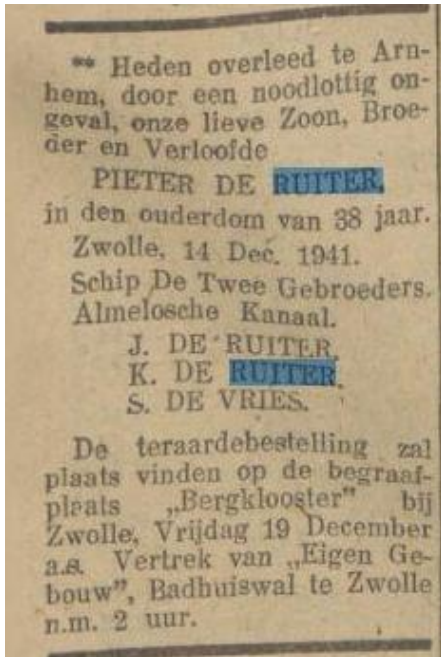 ** Heden overleed te Arn-
hem, door een noodlottig on-
geval, onze lieve Zoon, Broe-
der en Verloofde
PIETER DE RUITER,
in den ouderdom van 38 jaar.
Zwolle, 14 Dec. 1941.
Schip De Twee Gebroeders.
Almelosche Kanaal.
J. DE RUITER.
K. DE RUITER.
S. DE VRIES.
De teraardebestelling zal
plaats vinden op de begraaf-
plaats „Bergklooster” bij
Zwolle, Vrijdag 19 December
a.s. Vertrek van „Eigen Ge-
bouw”, Badhuiswal te Zwolle
n.m. 2 uur.